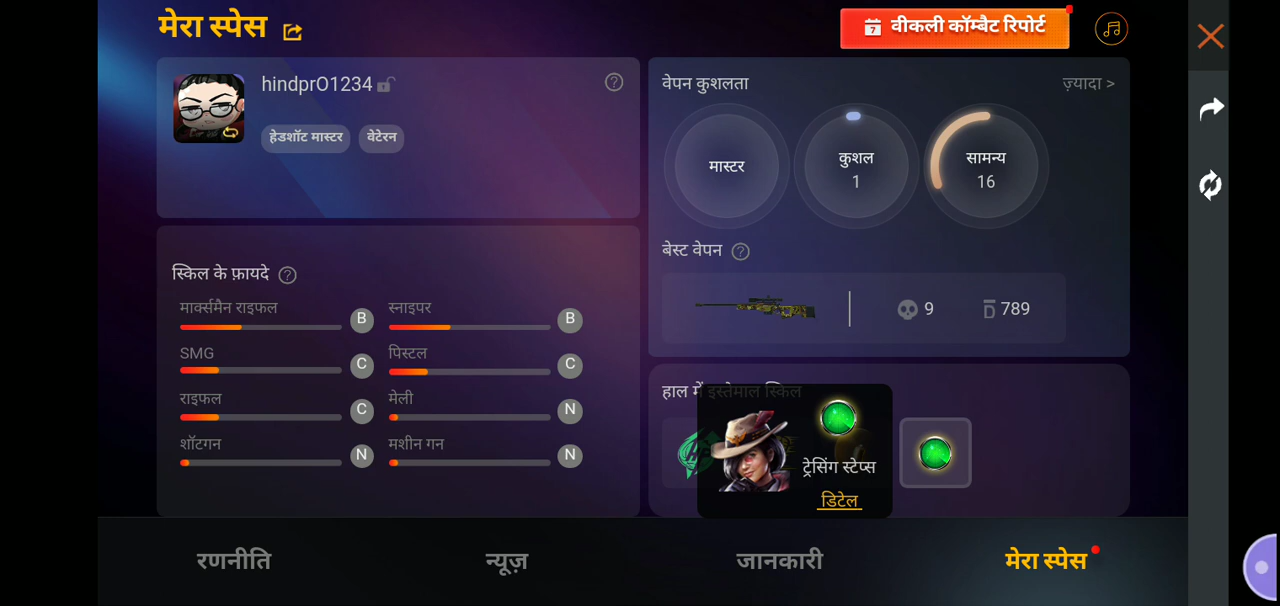 मेरा स्पेस
7 वीकली कॉम्बैट रिपोर्ट
hindprO1234
हेडशॉट मास्टर वेटेरन
स्किल के फ़ायदे
मार्क्समैन राइफल B
स्नाइपर B
SMG C
पिस्टल C
राइफल C
मेली N
शॉटगन N
मशीन गन N
वेपन कुशलता ज़्यादा >
मास्टर
कुशल
1
सामन्य
16
बेस्ट वेपन
9 D 789
हाल में इस्तेमाल स्किल
ट्रेसिंग स्टेप्स
डिटेल
रणनीति न्यूज़ जानकारी मेरा स्पेस